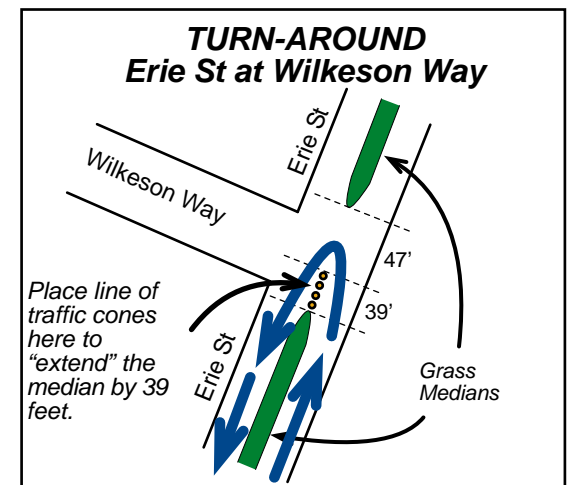 TURN-AROUND
Erie St at Wilkeson Way
Erie St
Wilkeson Way
47’
39’
Place line of
traffic cones
here to
“extend” the
median by 39
feet.
Erie St
Grass
Medians